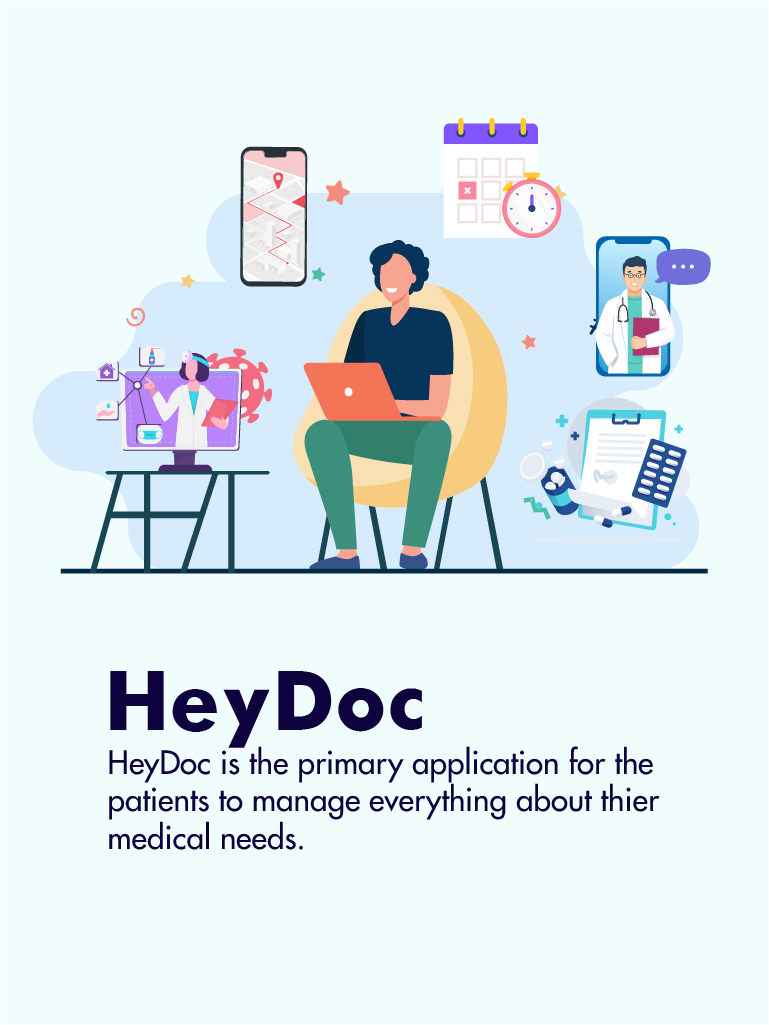 HeyDoc
HeyDoc is the primary application for the
patients to manage everything about thier
medical needs.